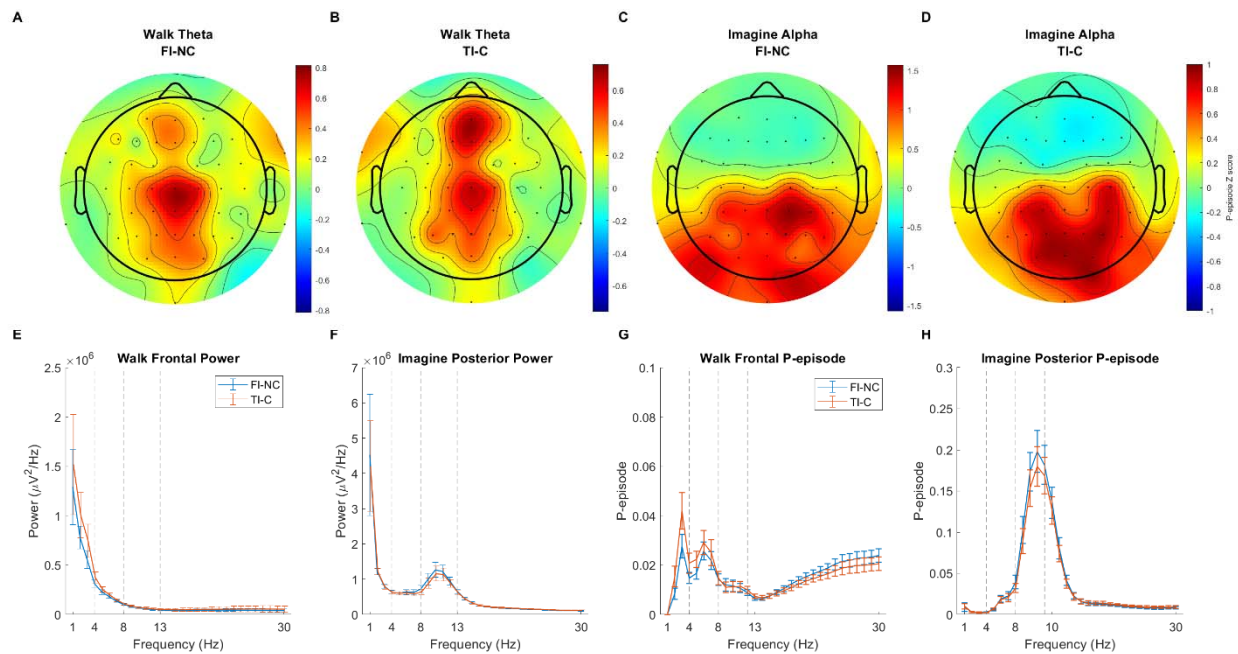 A
B
C
D
Walk Theta
FI-NC
Walk Theta
TI-C
Imagine Alpha
FI-NC
Imagine Alpha
TI-C
0.8
0.6
0.4
0.2
0
-0.2
-0.4
-0.6
-0.8
0.6
0.4
0.2
0
-0.2
-0.4
-0.6
1.5
1
0.5
0
-0.5
-1
-1.5
1
0.8
0.6
0.4
0.2
0
-0.2
-0.4
-0.6
-0.8
-1
P-episode Z score
E
Walk Frontal Power
×10⁶
2.5
2
1.5
1
0.5
0
Power (µV²/Hz)
FI-NC
TI-C
1 4 8 13 30
Frequency (Hz)
F
Imagine Posterior Power
×10⁶
7
6
5
4
3
2
1
0
Power (µV²/Hz)
1 4 8 13 30
Frequency (Hz)
G
Walk Frontal P-episode
0.1
0.08
0.06
0.04
0.02
0
P-episode
FI-NC
TI-C
1 4 8 13 30
Frequency (Hz)
H
Imagine Posterior P-episode
0.3
0.25
0.2
0.15
0.1
0.05
0
P-episode
1 4 8 10 30
Frequency (Hz)